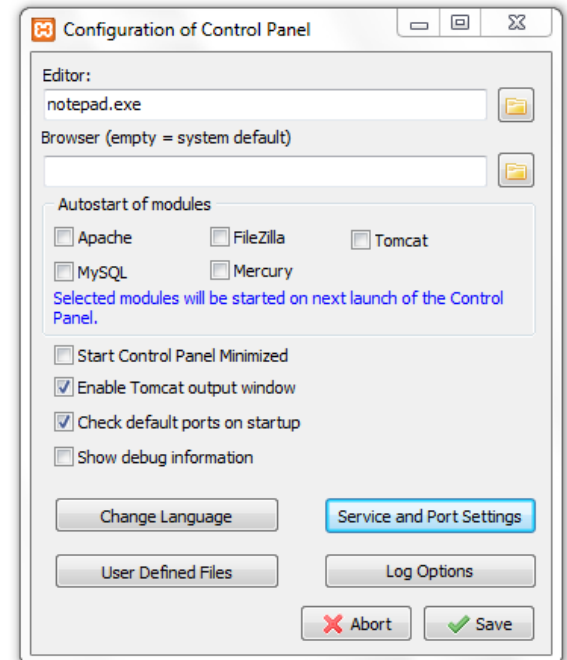 Configuration of Control Panel
Editor:
notepad.exe
Browser (empty = system default)
Autostart of modules
Apache FileZilla Tomcat
MySQL Mercury
Selected modules will be started on next launch of the Control
Panel.
Start Control Panel Minimized
Enable Tomcat output window
Check default ports on startup
Show debug information
Change Language Service and Port Settings
User Defined Files Log Options
Abort Save